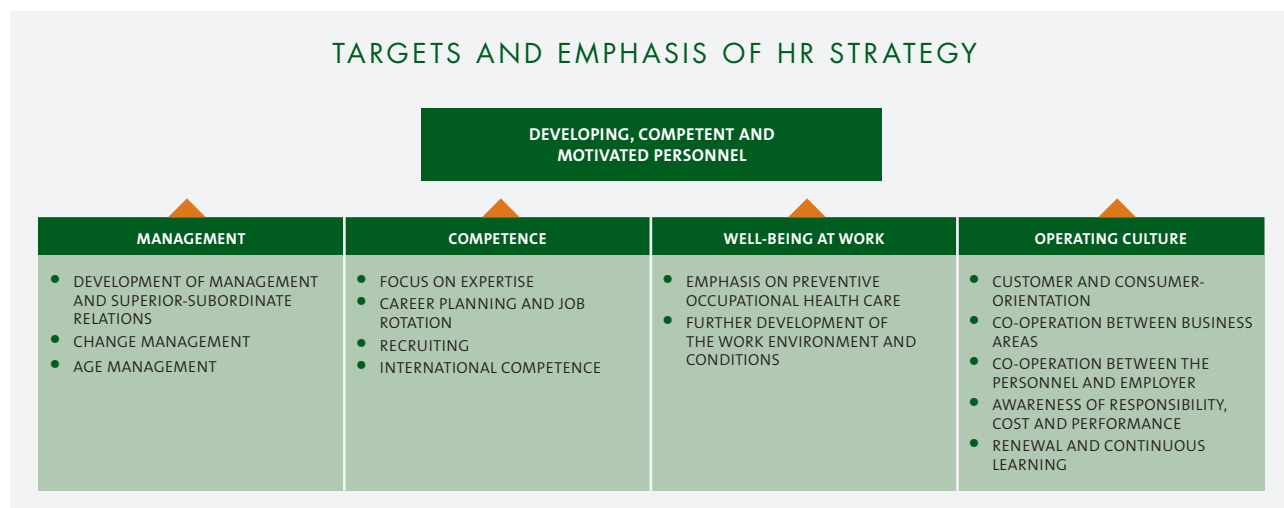 TARGETS AND EMPHASIS OF HR STRATEGY
DEVELOPING, COMPETENT AND
MOTIVATED PERSONNEL
MANAGEMENT
• DEVELOPMENT OF MANAGEMENT
AND SUPERIOR-SUBORDINATE
RELATIONS
• CHANGE MANAGEMENT
• AGE MANAGEMENT
COMPETENCE
• FOCUS ON EXPERTISE
• CAREER PLANNING AND JOB
ROTATION
• RECRUITING
• INTERNATIONAL COMPETENCE
WELL-BEING AT WORK
• EMPHASIS ON PREVENTIVE
OCCUPATIONAL HEALTH CARE
• FURTHER DEVELOPMENT OF
THE WORK ENVIRONMENT AND
CONDITIONS
OPERATING CULTURE
• CUSTOMER AND CONSUMER-
ORIENTATION
• CO-OPERATION BETWEEN BUSINESS
AREAS
• CO-OPERATION BETWEEN THE
PERSONNEL AND EMPLOYER
• AWARENESS OF RESPONSIBILITY,
COST AND PERFORMANCE
• RENEWAL AND CONTINUOUS
LEARNING